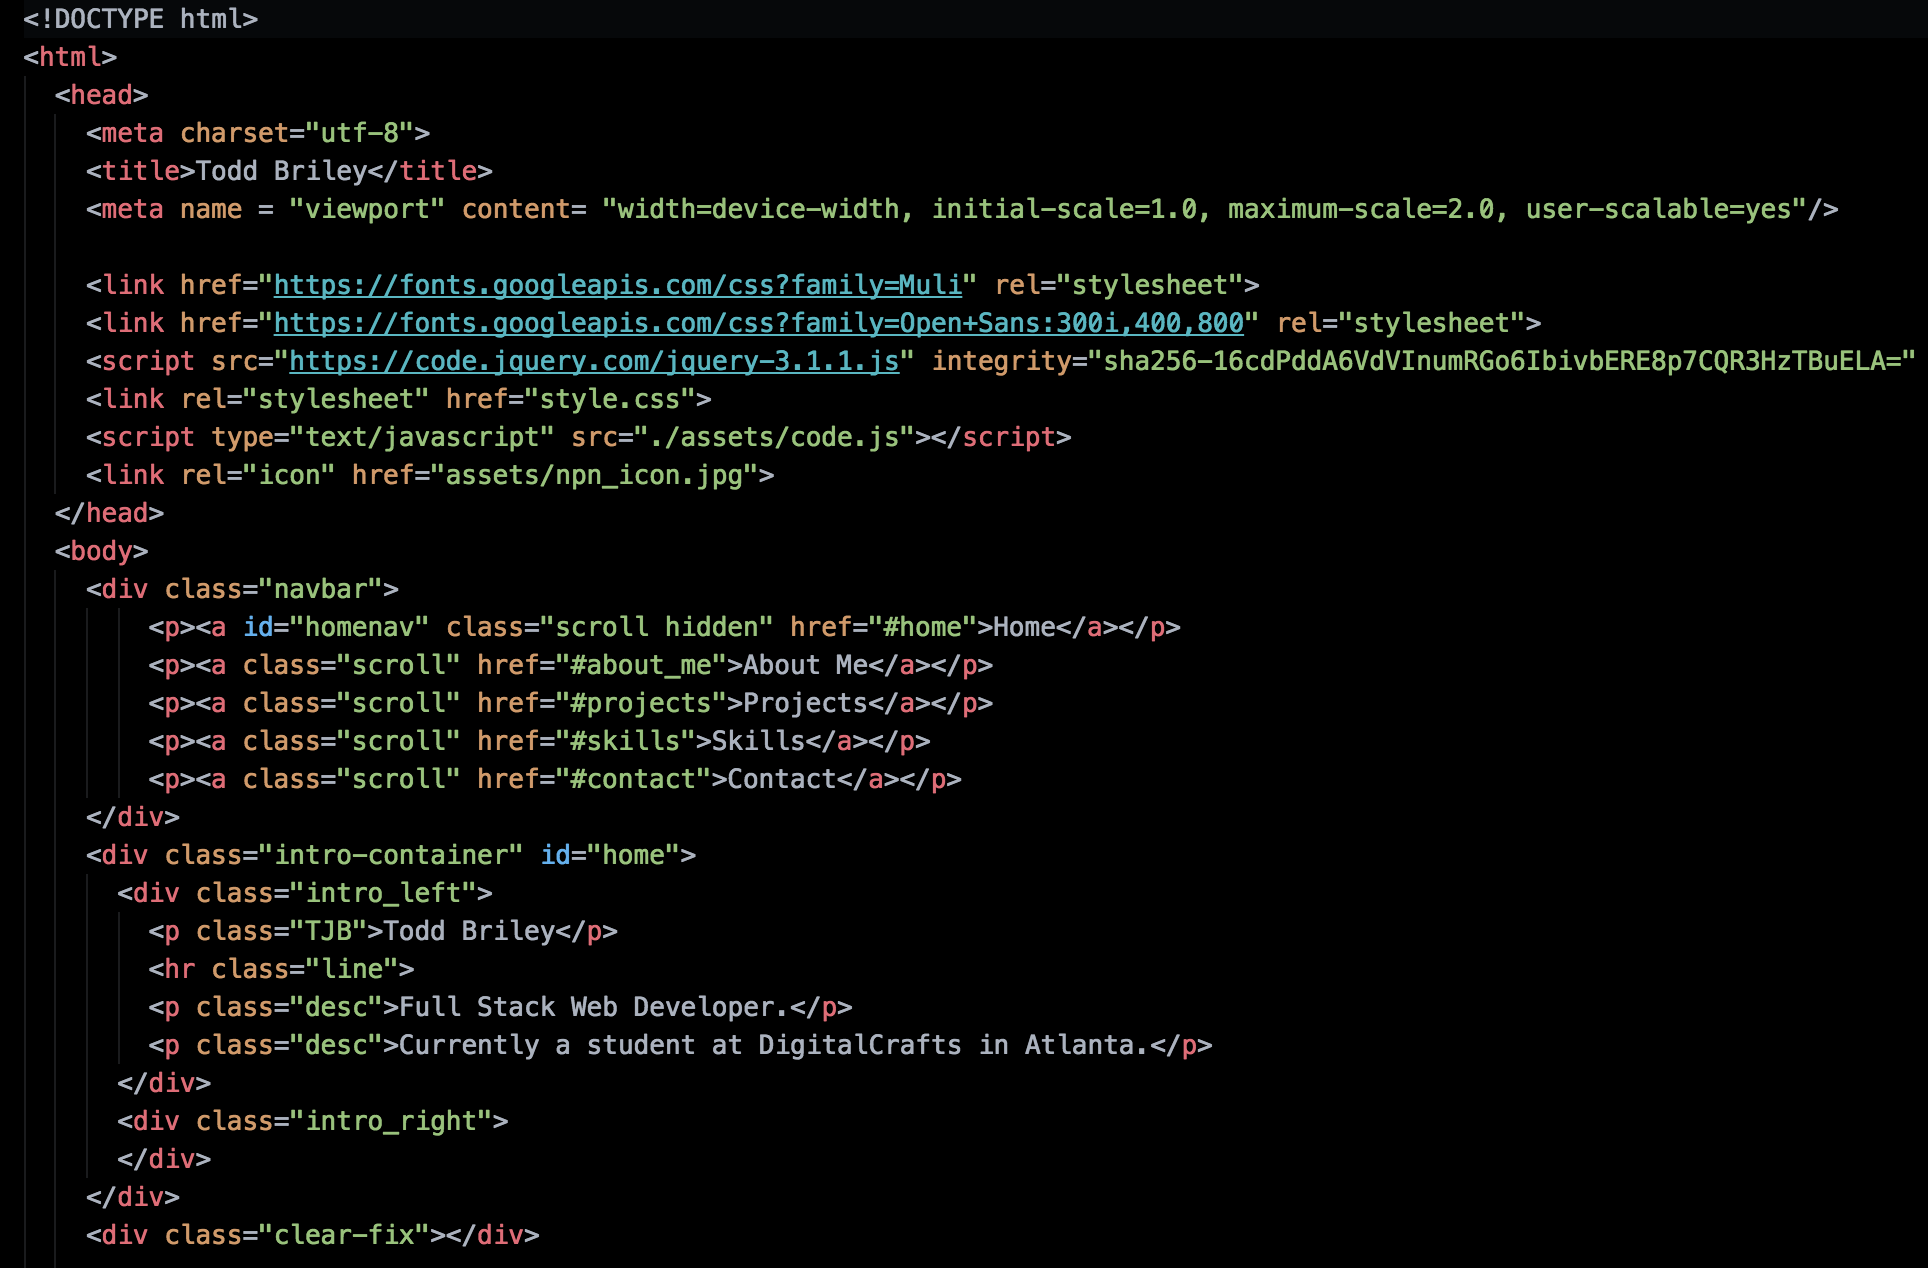 <!DOCTYPE html>
<html>
<head>
<meta charset="utf-8">
<title>Todd Briley</title>
<meta name = "viewport" content= "width=device-width, initial-scale=1.0, maximum-scale=2.0, user-scalable=yes"/>
<link href="https://fonts.googleapis.com/css?family=Muli" rel="stylesheet">
<link href="https://fonts.googleapis.com/css?family=Open+Sans:300i,400,800" rel="stylesheet">
<script src="https://code.jquery.com/jquery-3.1.1.js" integrity="sha256-16cdPddA6VdVInumRGo6IbivbERE8p7CQR3HzTBuELA="
<link rel="stylesheet" href="style.css">
<script type="text/javascript" src="./assets/code.js"></script>
<link rel="icon" href="assets/npn_icon.jpg">
</head>
<body>
<div class="navbar">
<p><a id="homenav" class="scroll hidden" href="#home">Home</a></p>
<p><a class="scroll" href="#about_me">About Me</a></p>
<p><a class="scroll" href="#projects">Projects</a></p>
<p><a class="scroll" href="#skills">Skills</a></p>
<p><a class="scroll" href="#contact">Contact</a></p>
</div>
<div class="intro-container" id="home">
<div class="intro_left">
<p class="TJB">Todd Briley</p>
<hr class="line">
<p class="desc">Full Stack Web Developer.</p>
<p class="desc">Currently a student at DigitalCrafts in Atlanta.</p>
</div>
<div class="intro_right">
</div>
</div>
<div class="clear-fix"></div>